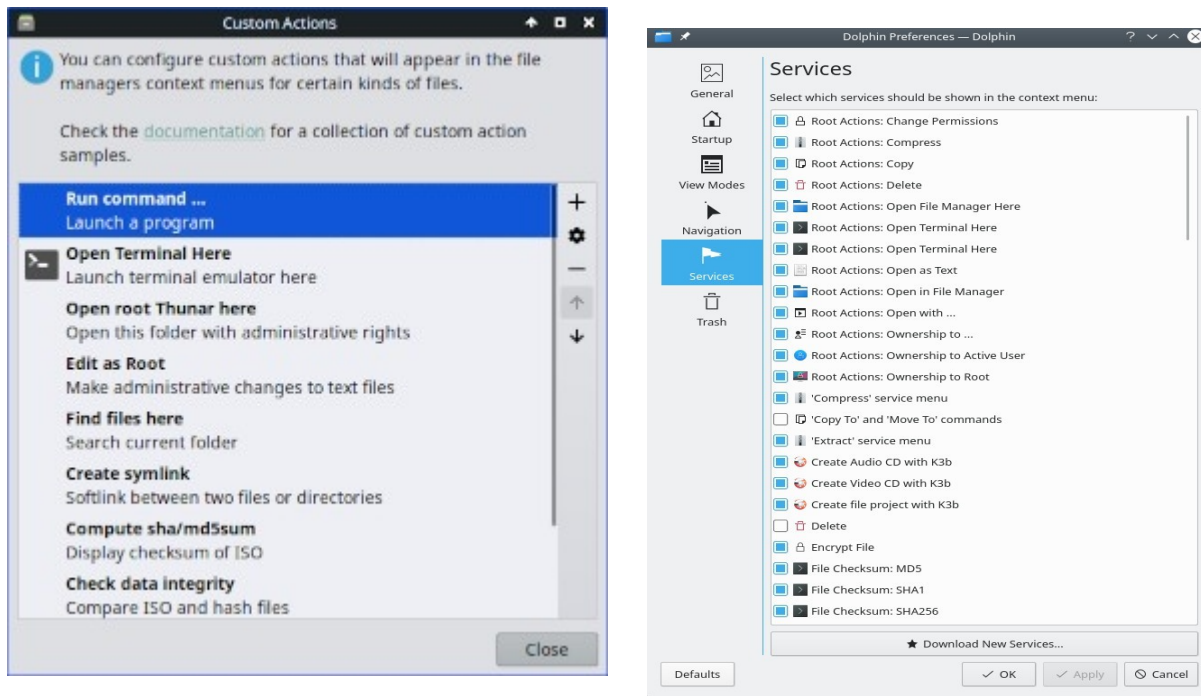 Custom Actions
You can configure custom actions that will appear in the file
managers context menus for certain kinds of files.
Check the documentation for a collection of custom action
samples.
Run command ...
Launch a program
Open Terminal Here
Launch terminal emulator here
Open root Thunar here
Open this folder with administrative rights
Edit as Root
Make administrative changes to text files
Find files here
Search current folder
Create symlink
Softlink between two files or directories
Compute sha/md5sum
Display checksum of ISO
Check data integrity
Compare ISO and hash files
Close
Dolphin Preferences — Dolphin
General
Startup
View Modes
Navigation
Services
Trash
Services
Select which services should be shown in the context menu:
Root Actions: Change Permissions
Root Actions: Compress
Root Actions: Copy
Root Actions: Delete
Root Actions: Open File Manager Here
Root Actions: Open Terminal Here
Root Actions: Open Terminal Here
Root Actions: Open as Text
Root Actions: Open in File Manager
Root Actions: Open with ...
Root Actions: Ownership to ...
Root Actions: Ownership to Active User
Root Actions: Ownership to Root
'Compress' service menu
'Copy To' and 'Move To' commands
'Extract' service menu
Create Audio CD with K3b
Create Video CD with K3b
Create file project with K3b
Delete
Encrypt File
File Checksum: MD5
File Checksum: SHA1
File Checksum: SHA256
Download New Services...
Defaults
OK
Apply
Cancel